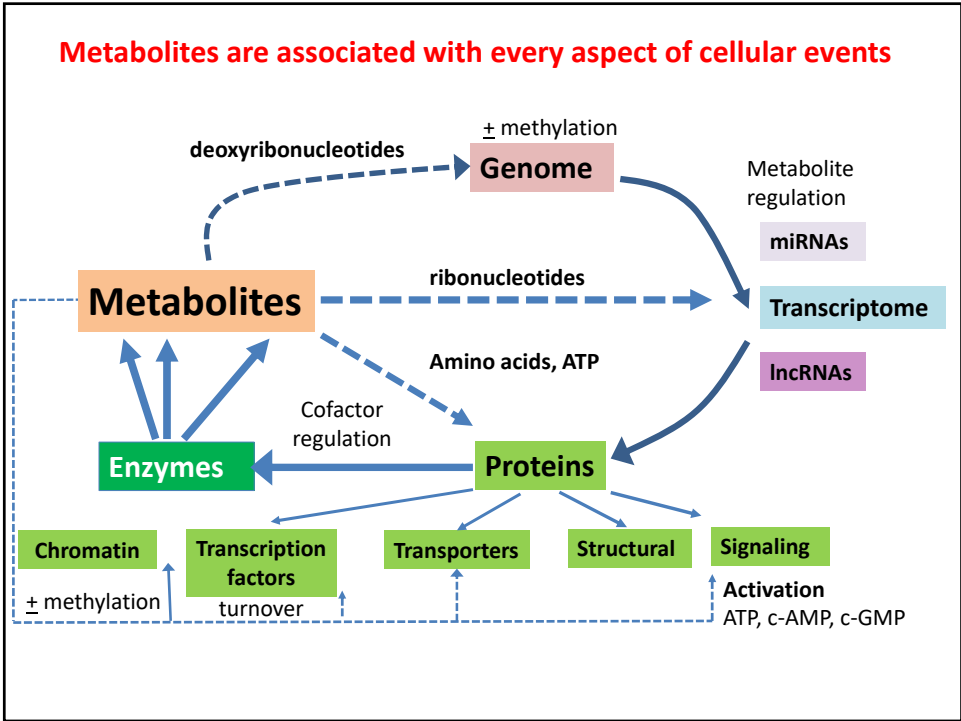 Metabolites are associated with every aspect of cellular events
+ methylation
deoxyribonucleotides
Genome
Metabolite
regulation
miRNAs
ribonucleotides
Metabolites
Transcriptome
Amino acids, ATP
lncRNAs
Cofactor
regulation
Enzymes
Proteins
Chromatin
Transcription
factors
Transporters
Structural
Signaling
+ methylation
turnover
Activation
ATP, c-AMP, c-GMP